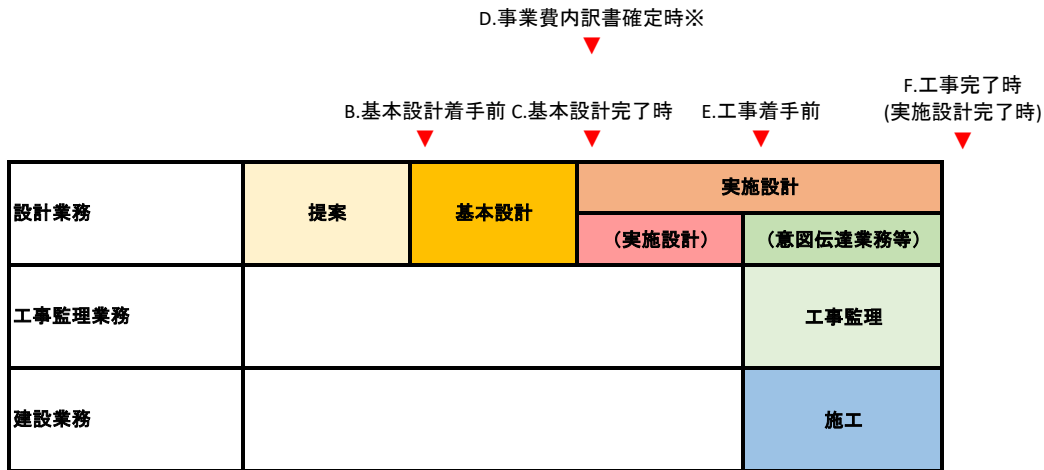 D.事業費内訳書確定時※
▼
F.工事完了時
(実施設計完了時)
B.基本設計着手前 C.基本設計完了時 E.工事着手前
▼ ▼ ▼ ▼
設計業務 提案 基本設計 実施設計
(実施設計) (意図伝達業務等)
工事監理業務 工事監理
建設業務 施工